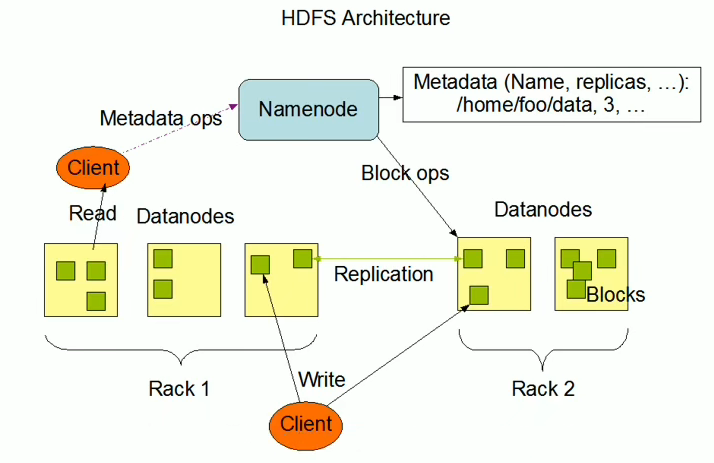 HDFS Architecture
Metadata (Name, replicas, …):
/home/foo/data, 3, …
Namenode
Metadata ops
Client
Block ops
Read
Datanodes
Datanodes
Replication
Blocks
Rack 1
Write
Rack 2
Client